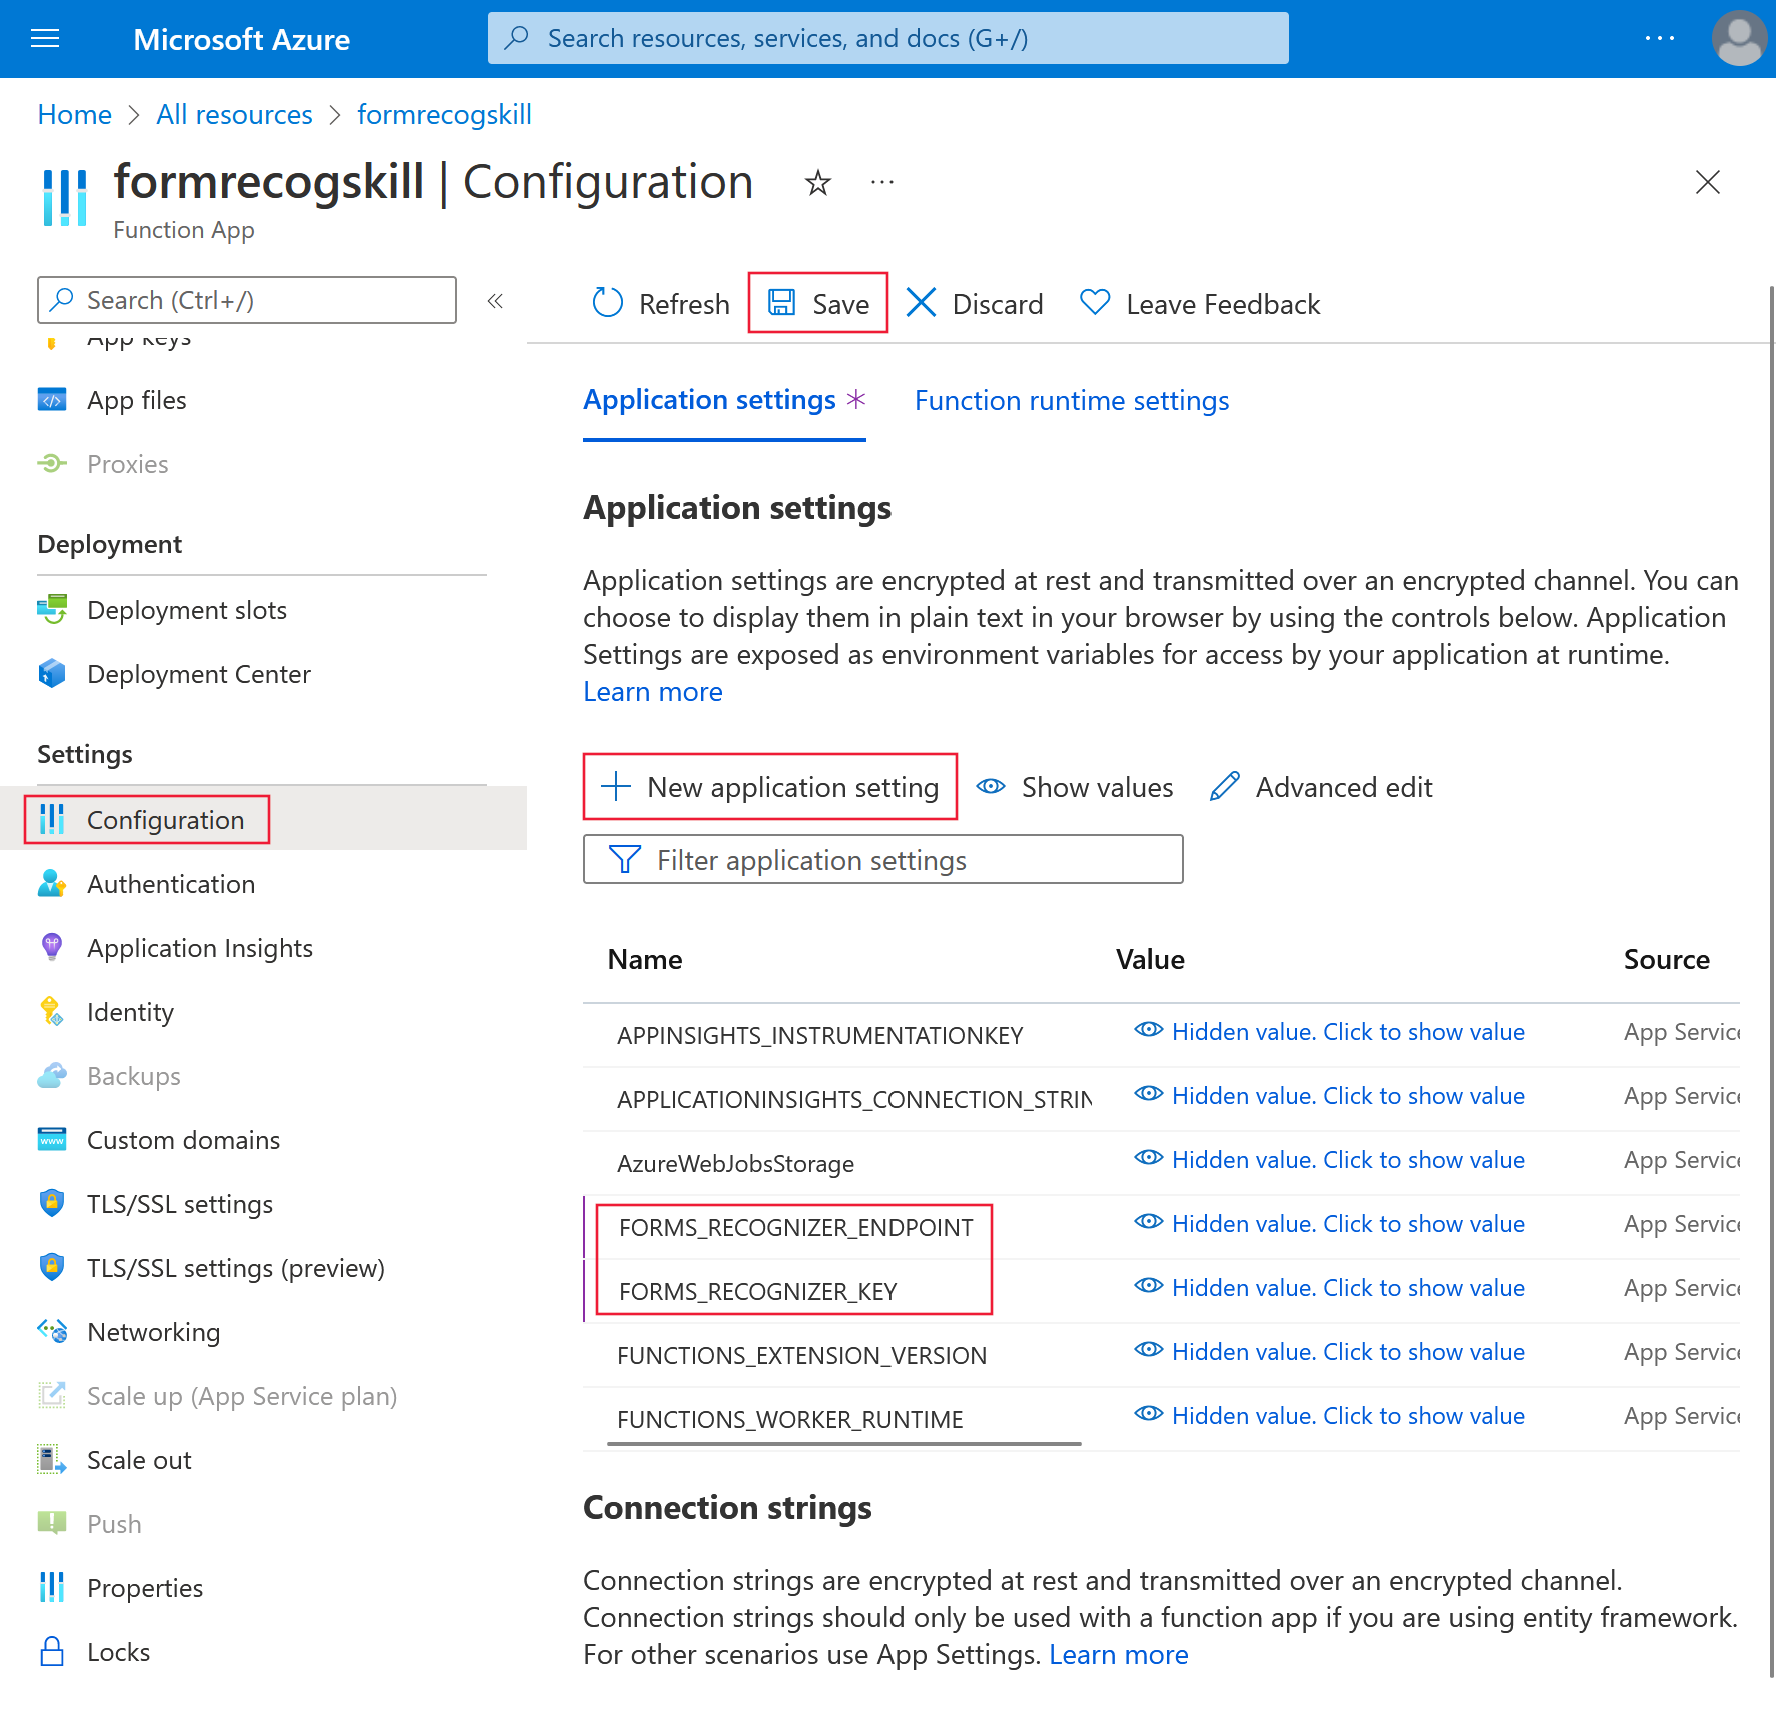 Microsoft Azure
Search resources, services, and docs (G+/)
Home > All resources > formrecogskill
formrecogskill | Configuration
Function App
Search (Ctrl+/)
App keys
App files
Proxies
Deployment
Deployment slots
Deployment Center
Settings
Configuration
Authentication
Application Insights
Identity
Backups
Custom domains
TLS/SSL settings
TLS/SSL settings (preview)
Networking
Scale up (App Service plan)
Scale out
Push
Properties
Locks
Refresh Save Discard Leave Feedback
Application settings * Function runtime settings
Application settings
Application settings are encrypted at rest and transmitted over an encrypted channel. You can
choose to display them in plain text in your browser by using the controls below. Application
Settings are exposed as environment variables for access by your application at runtime.
Learn more
New application setting Show values Advanced edit
Filter application settings
Name Value Source
APPINSIGHTS_INSTRUMENTATIONKEY Hidden value. Click to show value App Service
APPLICATIONINSIGHTS_CONNECTION_STRIN Hidden value. Click to show value App Service
AzureWebJobsStorage Hidden value. Click to show value App Service
FORMS_RECOGNIZER_ENDPOINT Hidden value. Click to show value App Service
FORMS_RECOGNIZER_KEY Hidden value. Click to show value App Service
FUNCTIONS_EXTENSION_VERSION Hidden value. Click to show value App Service
FUNCTIONS_WORKER_RUNTIME Hidden value. Click to show value App Service
Connection strings
Connection strings are encrypted at rest and transmitted over an encrypted channel.
Connection strings should only be used with a function app if you are using entity framework.
For other scenarios use App Settings. Learn more